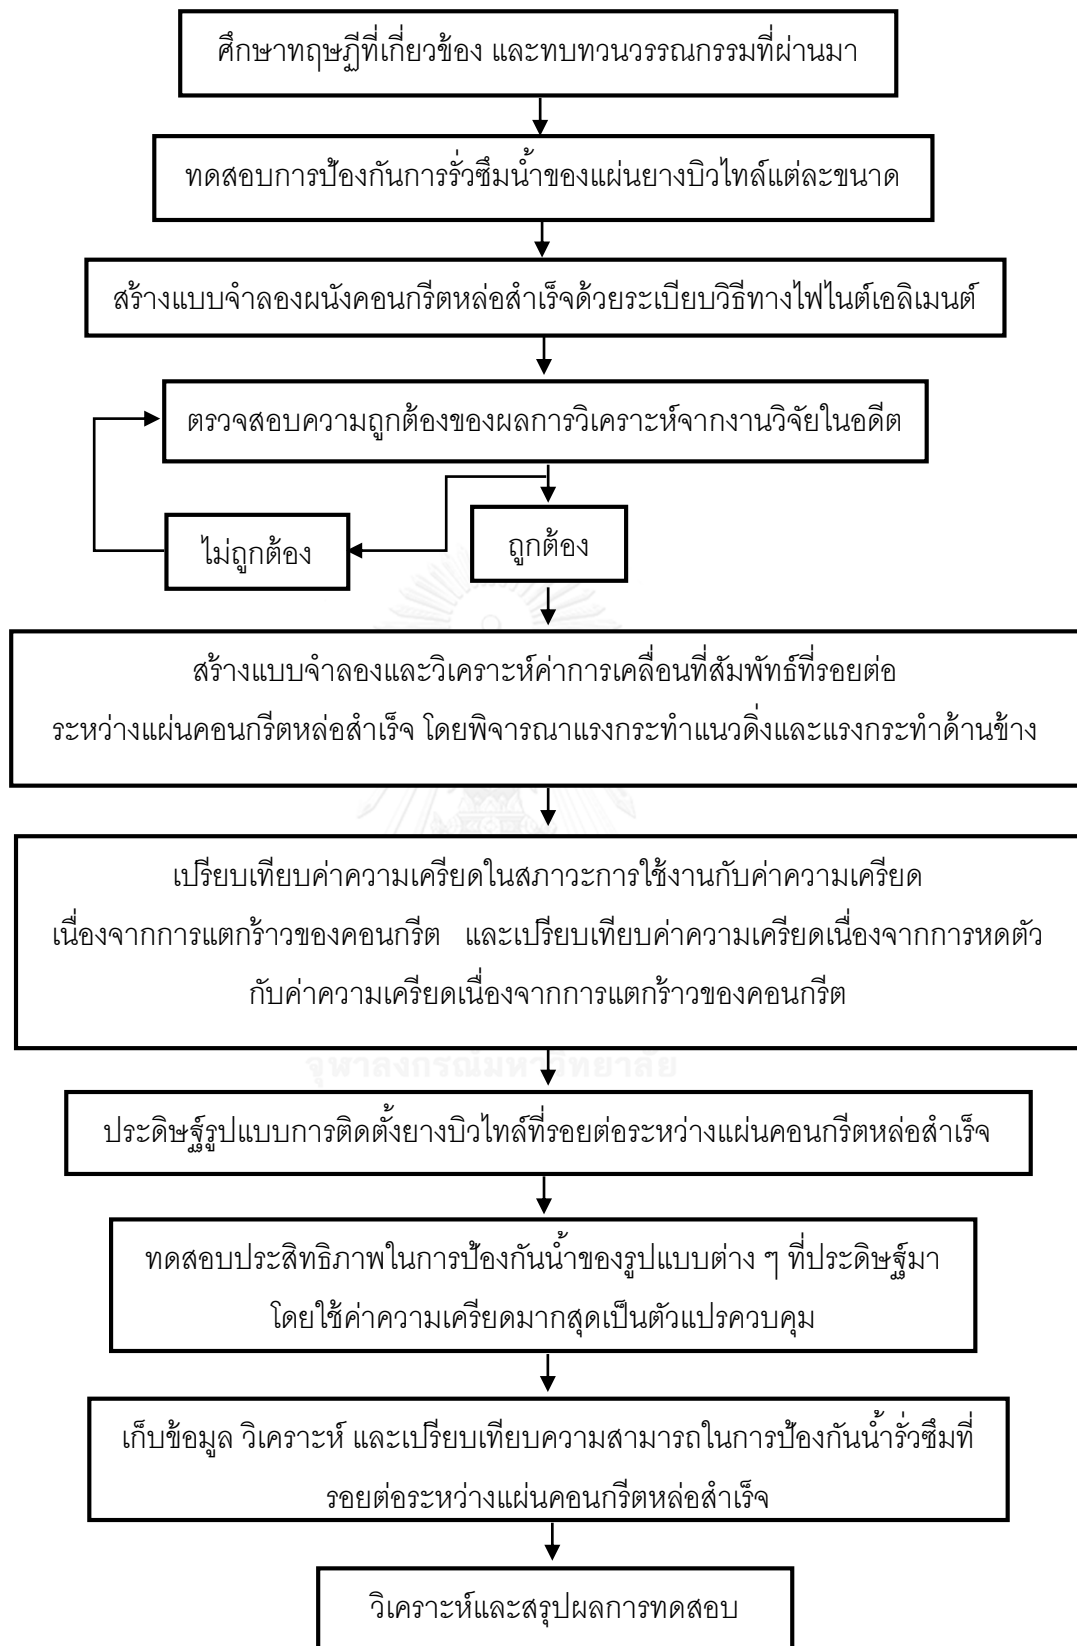 ศึกษาทฤษฎีที่เกี่ยวข้อง และทบทวนวรรณกรรมที่ผ่านมา
ทดสอบการป้องกันการรั่วซึมน้ำของแผ่นยางบิวไทล์แต่ละขนาด
สร้างแบบจำลองผนังคอนกรีตหล่อสำเร็จด้วยระเบียบวิธีทางไฟไนต์เอลิเมนต์
ตรวจสอบความถูกต้องของผลการวิเคราะห์จากงานวิจัยในอดีต
ไม่ถูกต้อง
ถูกต้อง
สร้างแบบจำลองและวิเคราะห์ค่าการเคลื่อนที่สัมพัทธ์ที่รอยต่อ
ระหว่างแผ่นคอนกรีตหล่อสำเร็จ โดยพิจารณาแรงกระทำแนวดิ่งและแรงกระทำด้านข้าง
เปรียบเทียบค่าความเครียดในสภาวะการใช้งานกับค่าความเครียด
เนื่องจากการแตกร้าวของคอนกรีต และเปรียบเทียบค่าความเครียดเนื่องจากการหดตัว
กับค่าความเครียดเนื่องจากการแตกร้าวของคอนกรีต
จุฬาลงกรณ์มหาวิทยาลัย
ประดิษฐ์รูปแบบการติดตั้งยางบิวไทล์ที่รอยต่อระหว่างแผ่นคอนกรีตหล่อสำเร็จ
ทดสอบประสิทธิภาพในการป้องกันน้ำของรูปแบบต่าง ๆ ที่ประดิษฐ์มา
โดยใช้ค่าความเครียดมากสุดเป็นตัวแปรควบคุม
เก็บข้อมูล วิเคราะห์ และเปรียบเทียบความสามารถในการป้องกันน้ำรั่วซึมที่
รอยต่อระหว่างแผ่นคอนกรีตหล่อสำเร็จ
วิเคราะห์และสรุปผลการทดสอบ